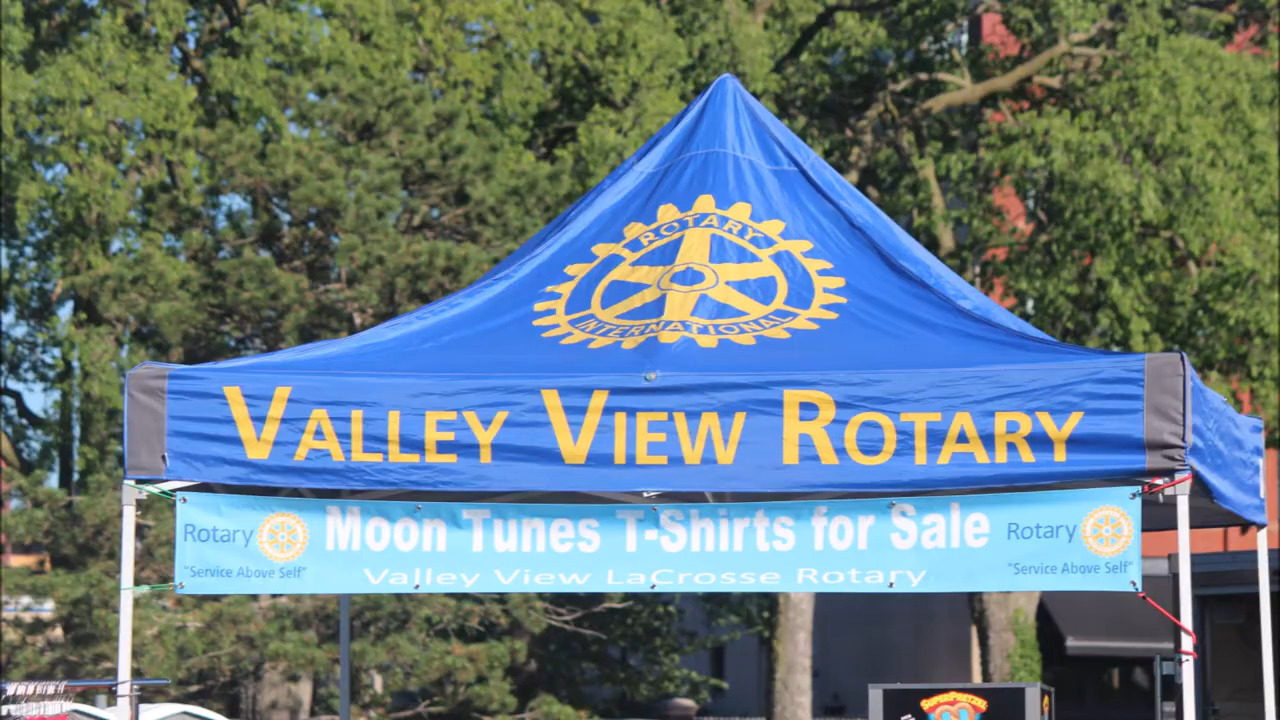 ROTARY
INTERNATIONAL
VALLEY VIEW ROTARY
Rotary
"Service Above Self"
Moon Tunes T-Shirts for Sale
Valley View LaCrosse Rotary
Rotary
"Service Above Self"
SUPERPRETZEL